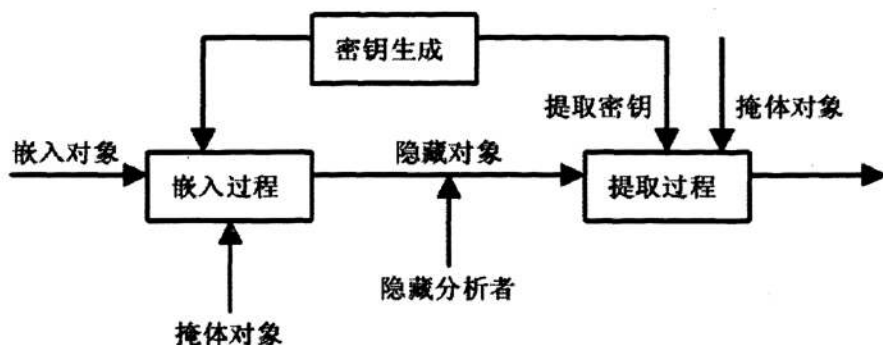 密钥生成
提取密钥
掩体对象
嵌入对象
嵌入过程
隐藏对象
提取过程
隐藏分析者
掩体对象